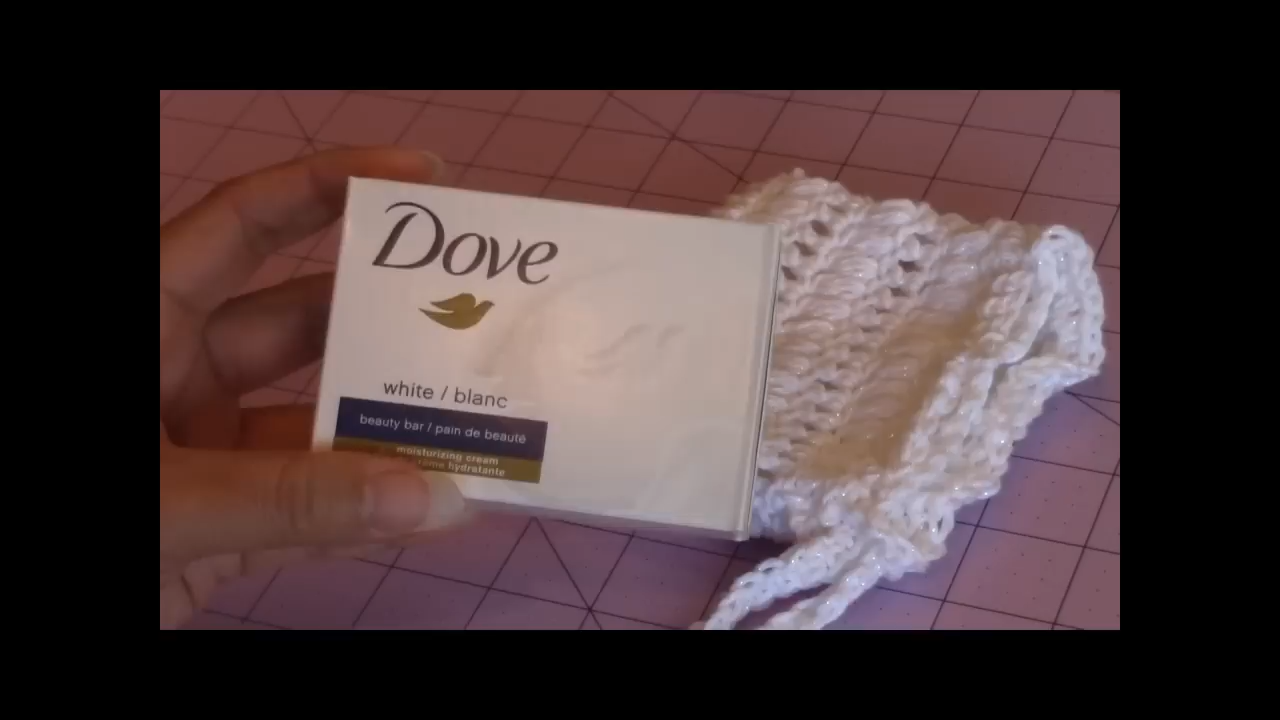 Dove
white / blanc
beauty bar / pain de beauté
moisturizing cream
hydratante